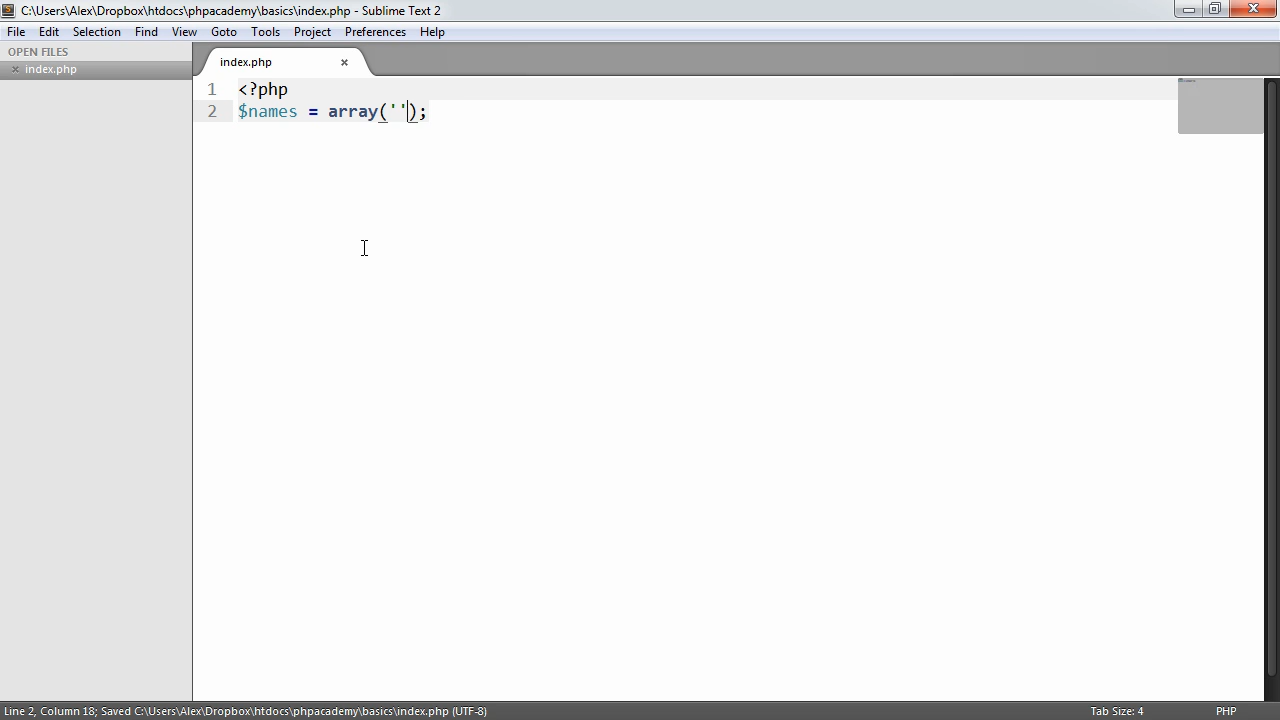 C:\Users\Alex\Dropbox\htdocs\phpacademy\basics\index.php - Sublime Text 2
File Edit Selection Find View Goto Tools Project Preferences Help
OPEN FILES
index.php
index.php
1 <?php
2 $names = array('');
Line 2, Column 18; Saved C:\Users\Alex\Dropbox\htdocs\phpacademy\basics\index.php (UTF-8)
Tab Size: 4
PHP